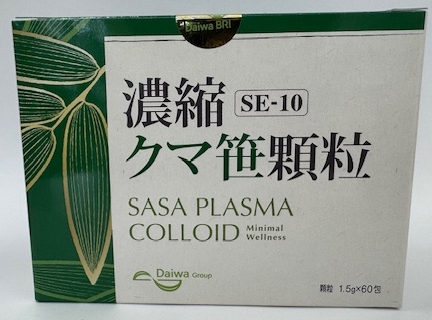 Daiwa BRI
濃縮 SE-10
クマ笹顆粒
SASA PLASMA
COLLOID Minimal
Wellness
Daiwa Group
顆粒 1.5g×60包